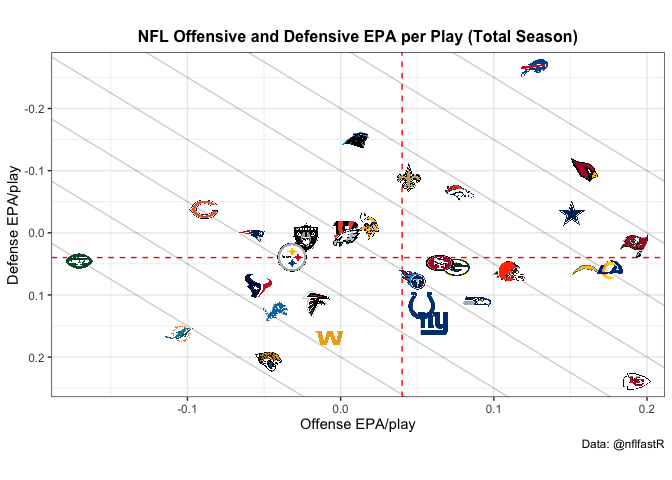 NFL Offensive and Defensive EPA per Play (Total Season)
Defense EPA/play
-0.2
-0.1
0.0
0.1
0.2
-0.1
0.0
0.1
0.2
Offense EPA/play
Data: @nflfastR
W
ny